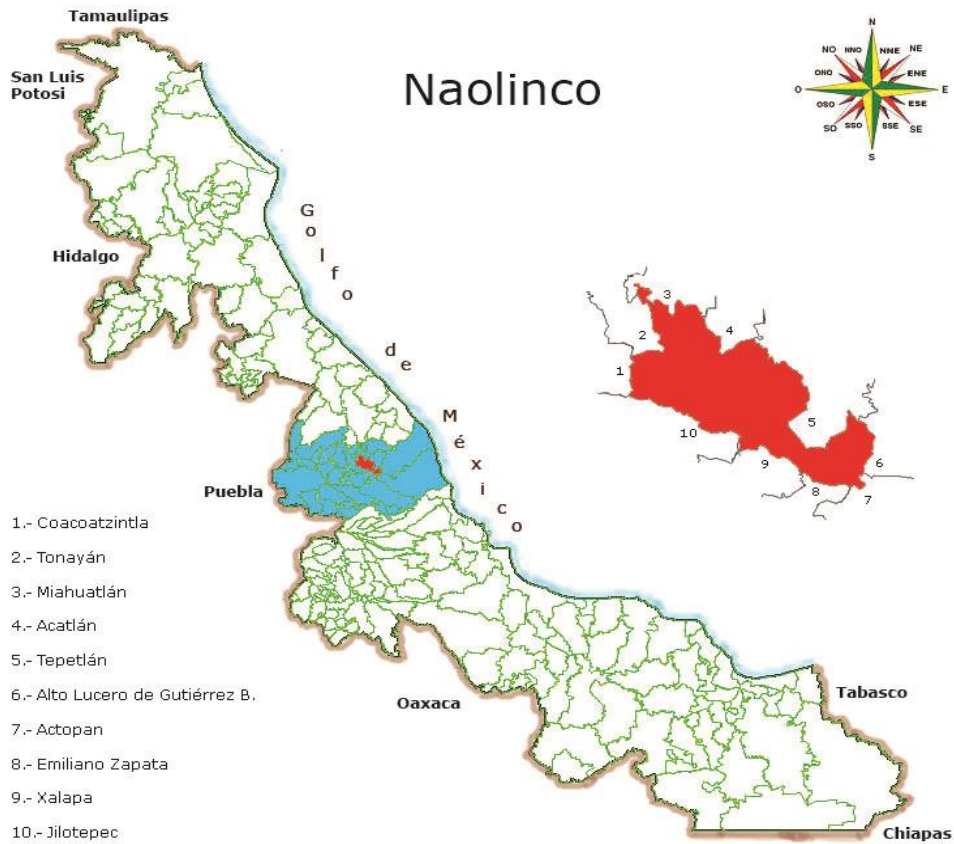 Tamaulipas
San Luis
Potosi
Naolinco
N
NNO
NNE
NO
NE
ONO
ENE
O
E
OSO
ESE
SO
SSO
SSE
SE
S
Hidalgo
Golfo de México
Puebla
3
4
2
1
5
10
9
6
8
7
1.- Coacoatzintla
2.- Tonayán
3.- Miahuatlán
4.- Acatlán
5.- Tepetlán
6.- Alto Lucero de Gutiérrez B.
7.- Actopan
8.- Emiliano Zapata
9.- Xalapa
10.- Jilotepec
Oaxaca
Tabasco
Chiapas